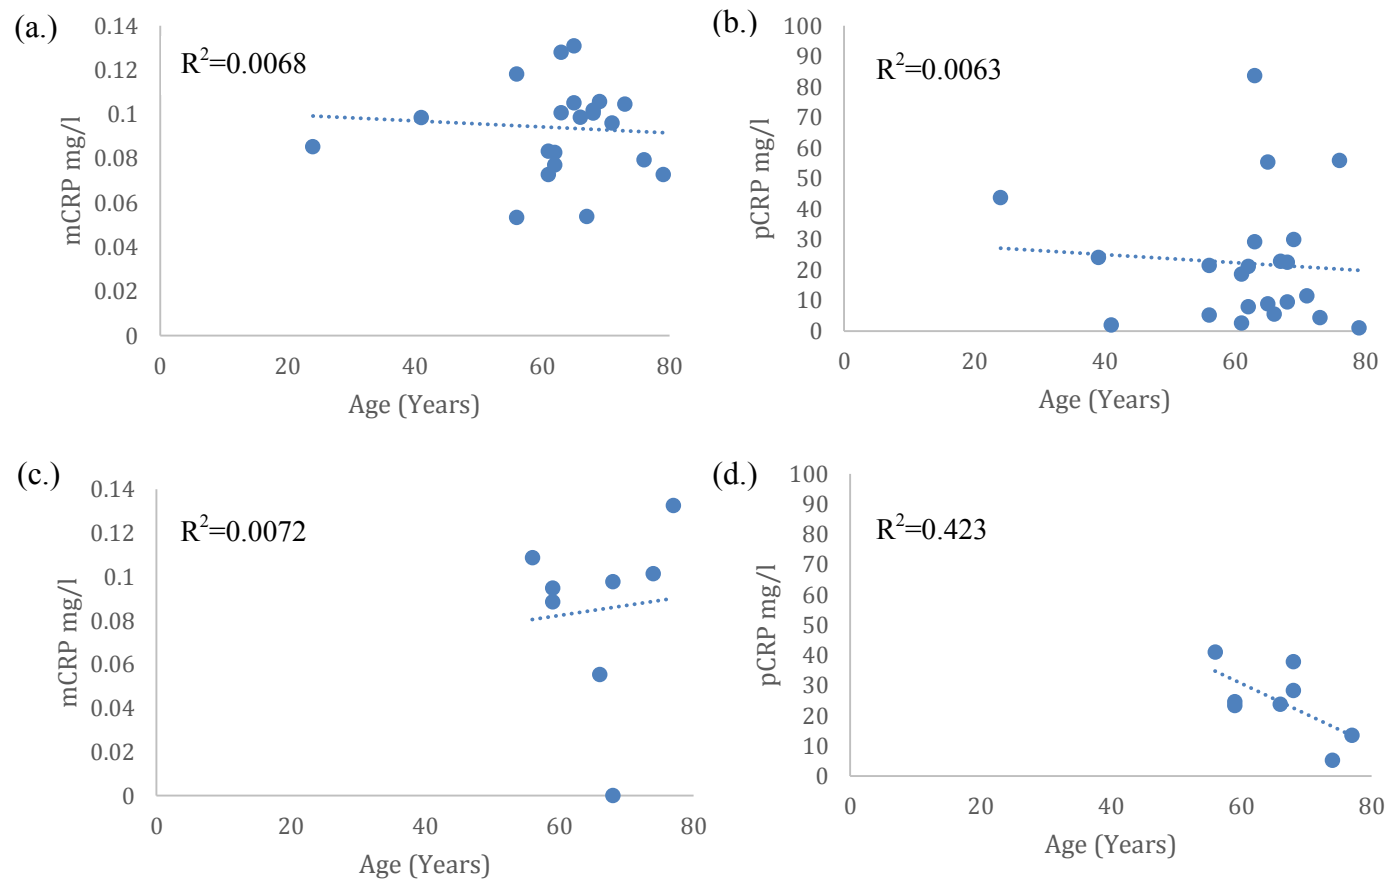 (a.)
R²=0.0068
mCRP mg/l
0.14
0.12
0.1
0.08
0.06
0.04
0.02
0
0 20 40 60 80
Age (Years)
(b.)
R²=0.0063
pCRP mg/l
100
90
80
70
60
50
40
30
20
10
0
0 20 40 60 80
Age (Years)
(c.)
R²=0.0072
mCRP mg/l
0.14
0.12
0.1
0.08
0.06
0.04
0.02
0
0 20 40 60 80
Age (Years)
(d.)
R²=0.423
pCRP mg/l
100
90
80
70
60
50
40
30
20
10
0
0 20 40 60 80
Age (Years)